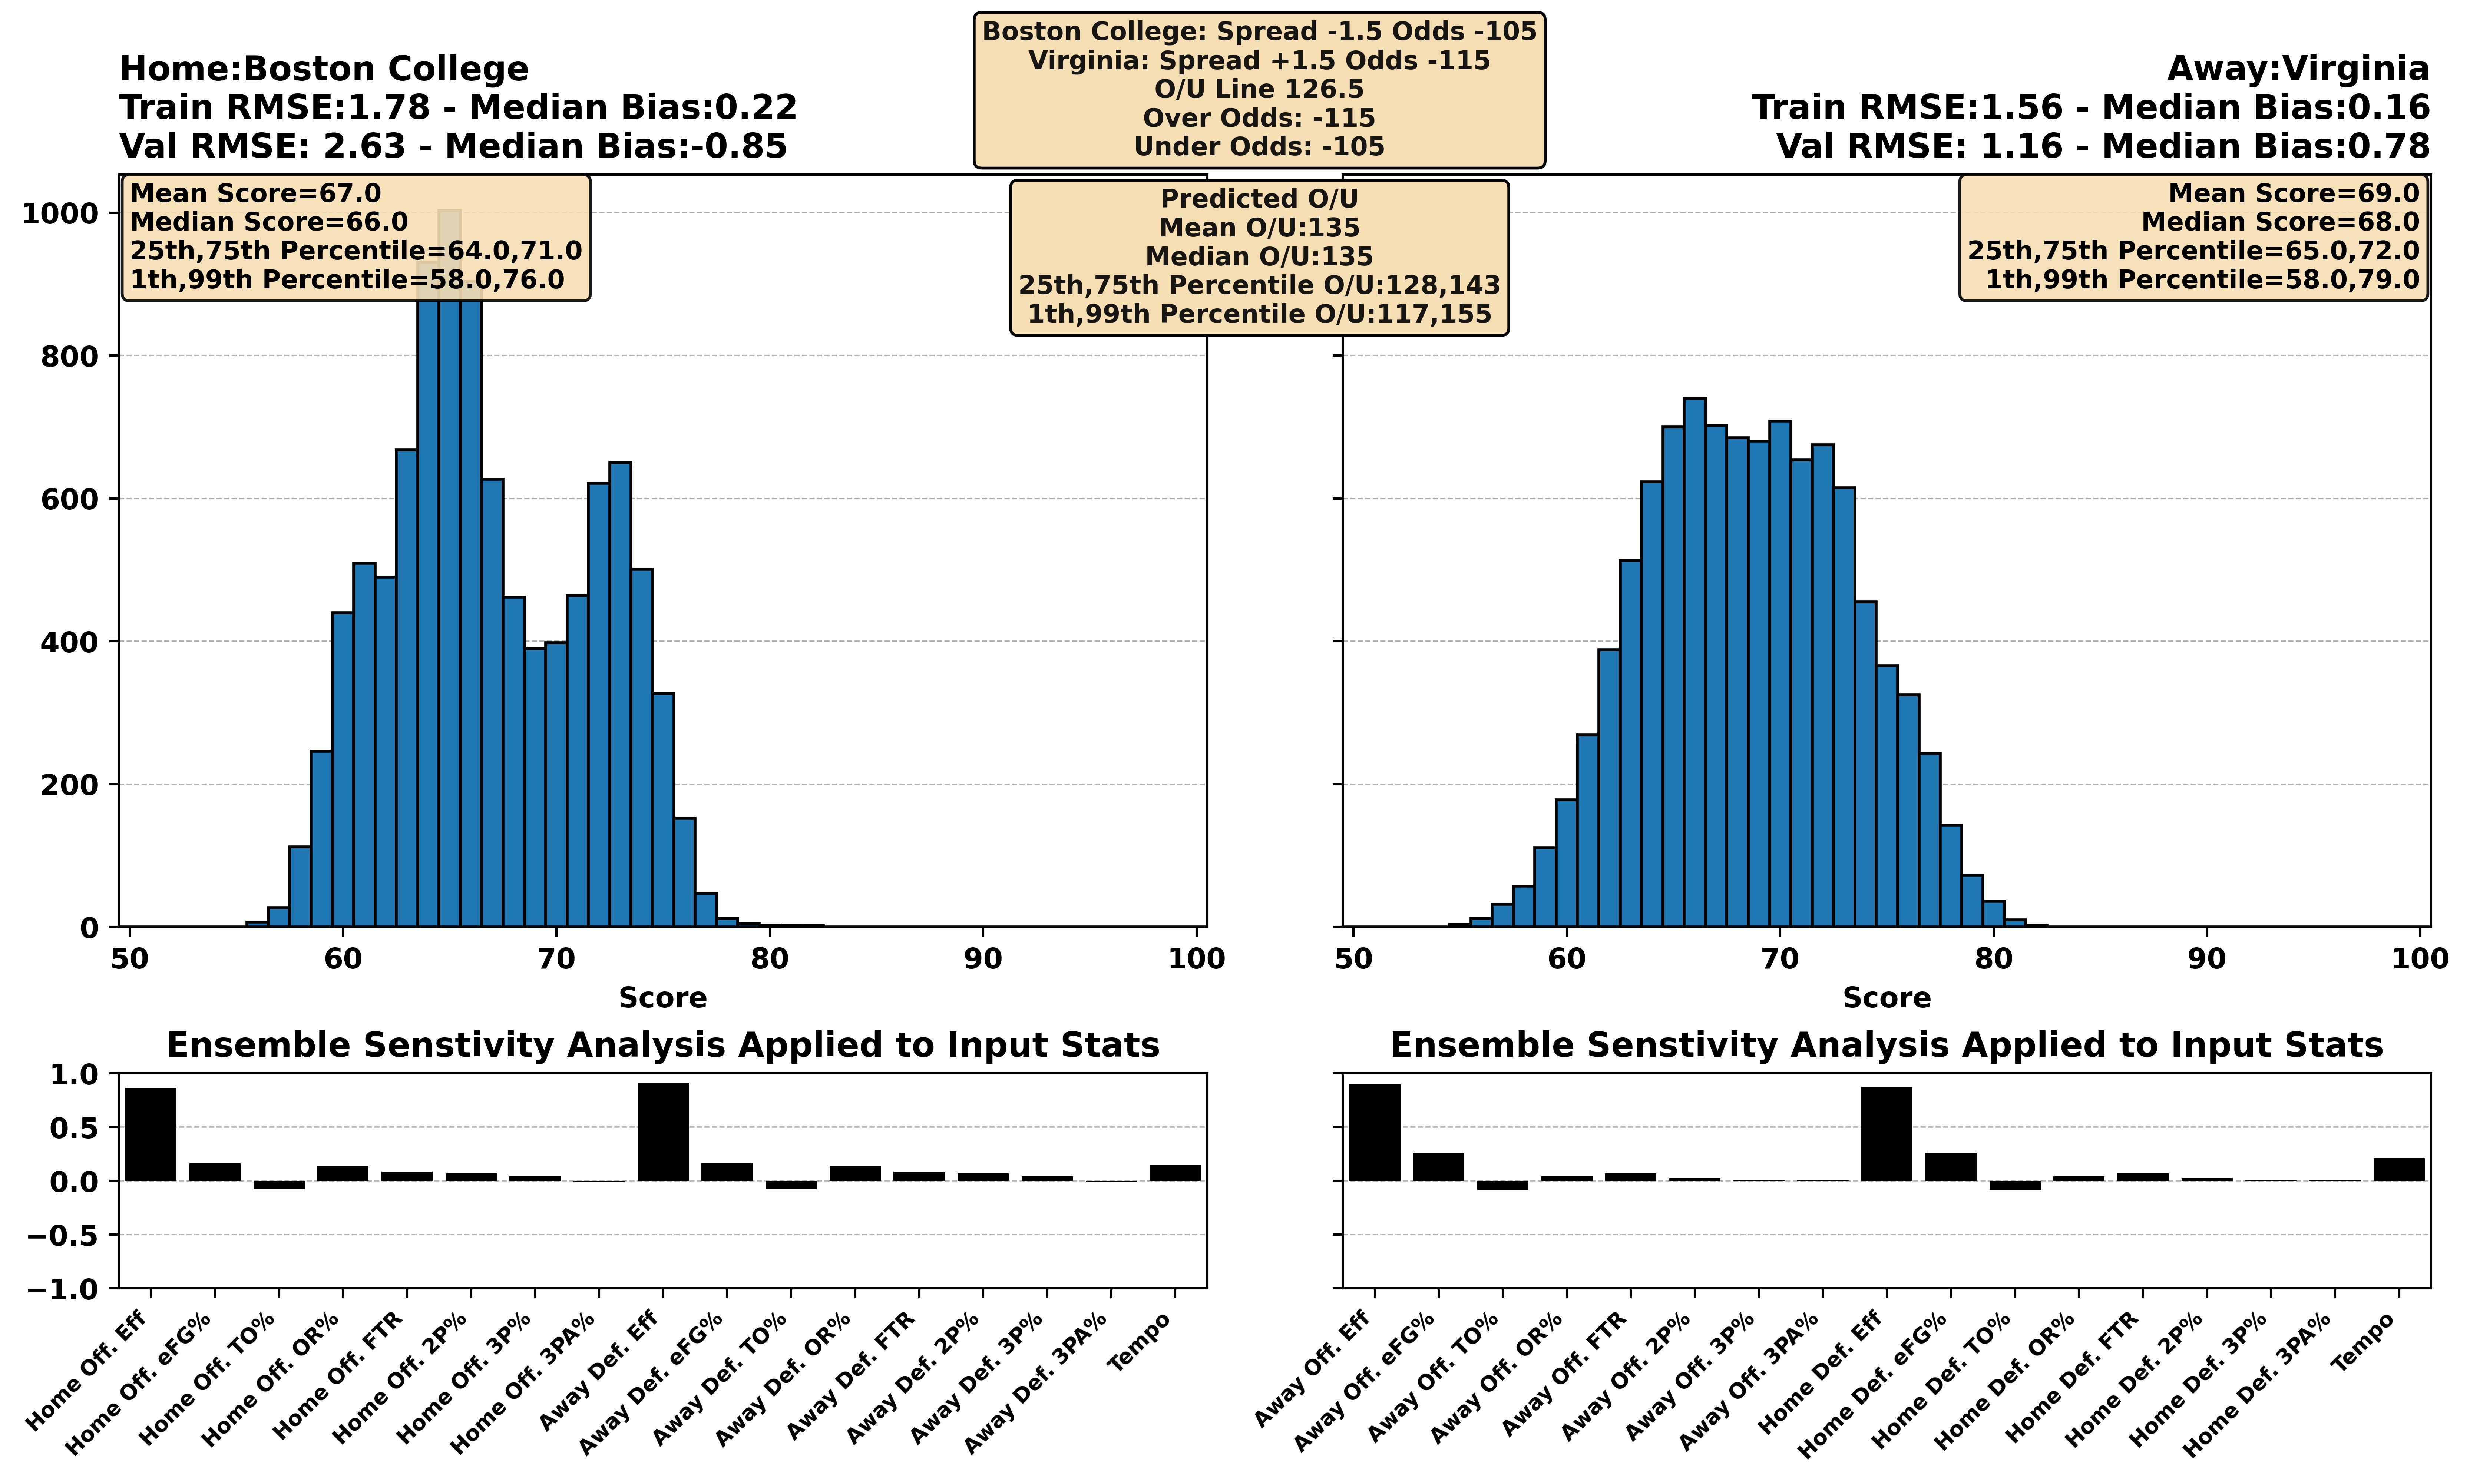 Boston College: Spread -1.5 Odds -105
Virginia: Spread +1.5 Odds -115
O/U Line 126.5
Over Odds: -115
Under Odds: -105
Home:Boston College
Train RMSE:1.78 - Median Bias:0.22
Val RMSE: 2.63 - Median Bias:-0.85
Away:Virginia
Train RMSE:1.56 - Median Bias:0.16
Val RMSE: 1.16 - Median Bias:0.78
Mean Score=67.0
Median Score=66.0
25th,75th Percentile=64.0,71.0
1th,99th Percentile=58.0,76.0
Predicted O/U
Mean O/U:135
Median O/U:135
25th,75th Percentile O/U:128,143
1th,99th Percentile O/U:117,155
Mean Score=69.0
Median Score=68.0
25th,75th Percentile=65.0,72.0
1th,99th Percentile=58.0,79.0
1000
800
600
400
200
0
50 60 70 80 90 100
Score
50 60 70 80 90 100
Score
Ensemble Senstivity Analysis Applied to Input Stats
1.0
0.5
0.0
−0.5
−1.0
Home Off. Eff
Home Off. eFG%
Home Off. TO%
Home Off. OR%
Home Off. FTR
Home Off. 2P%
Home Off. 3P%
Home Off. 3PA%
Away Def. Eff
Away Def. eFG%
Away Def. TO%
Away Def. OR%
Away Def. FTR
Away Def. 2P%
Away Def. 3P%
Away Def. 3PA%
Tempo
Ensemble Senstivity Analysis Applied to Input Stats
Away Off. Eff
Away Off. eFG%
Away Off. TO%
Away Off. OR%
Away Off. FTR
Away Off. 2P%
Away Off. 3P%
Away Off. 3PA%
Home Def. Eff
Home Def. eFG%
Home Def. TO%
Home Def. OR%
Home Def. FTR
Home Def. 2P%
Home Def. 3P%
Home Def. 3PA%
Tempo